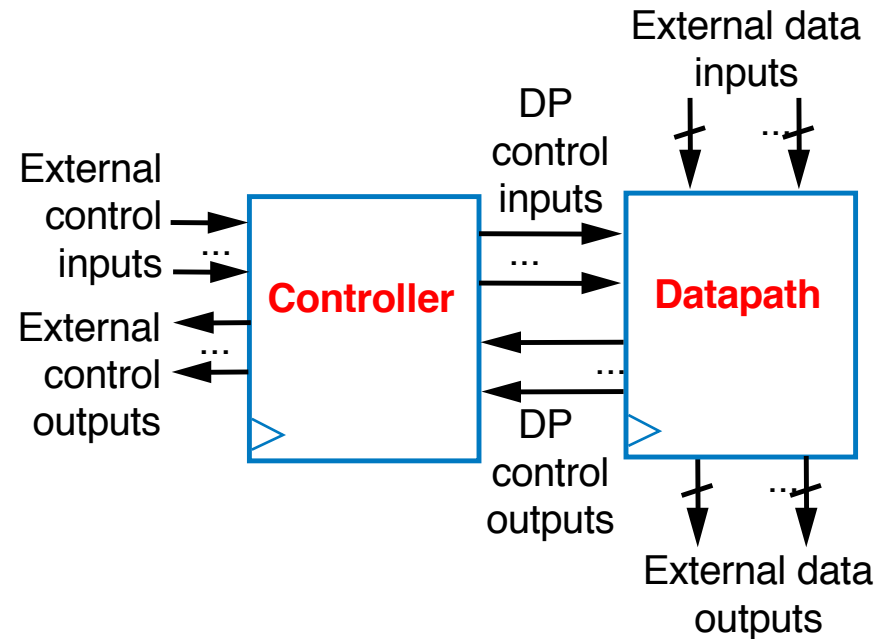 External data
inputs
...
DP
control
inputs
External
control
inputs
...
...
Controller
Datapath
External
control
outputs
...
...
DP
control
outputs
...
External data
outputs